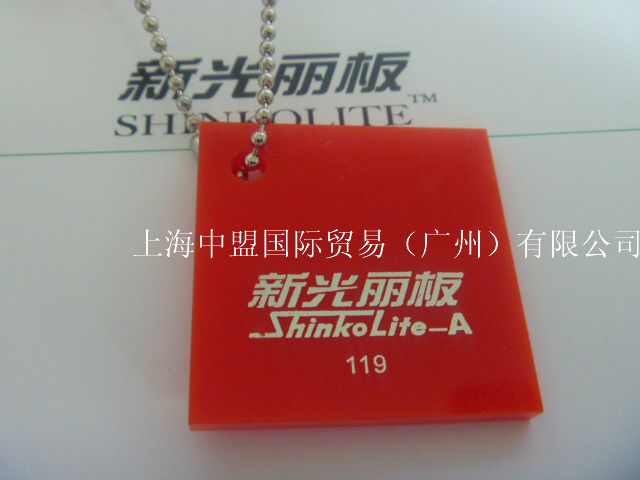 新光丽板
SHINKOLITE™
上海中盟国际贸易（广州）有限公司
新光丽板
ShinkoLite-A
119